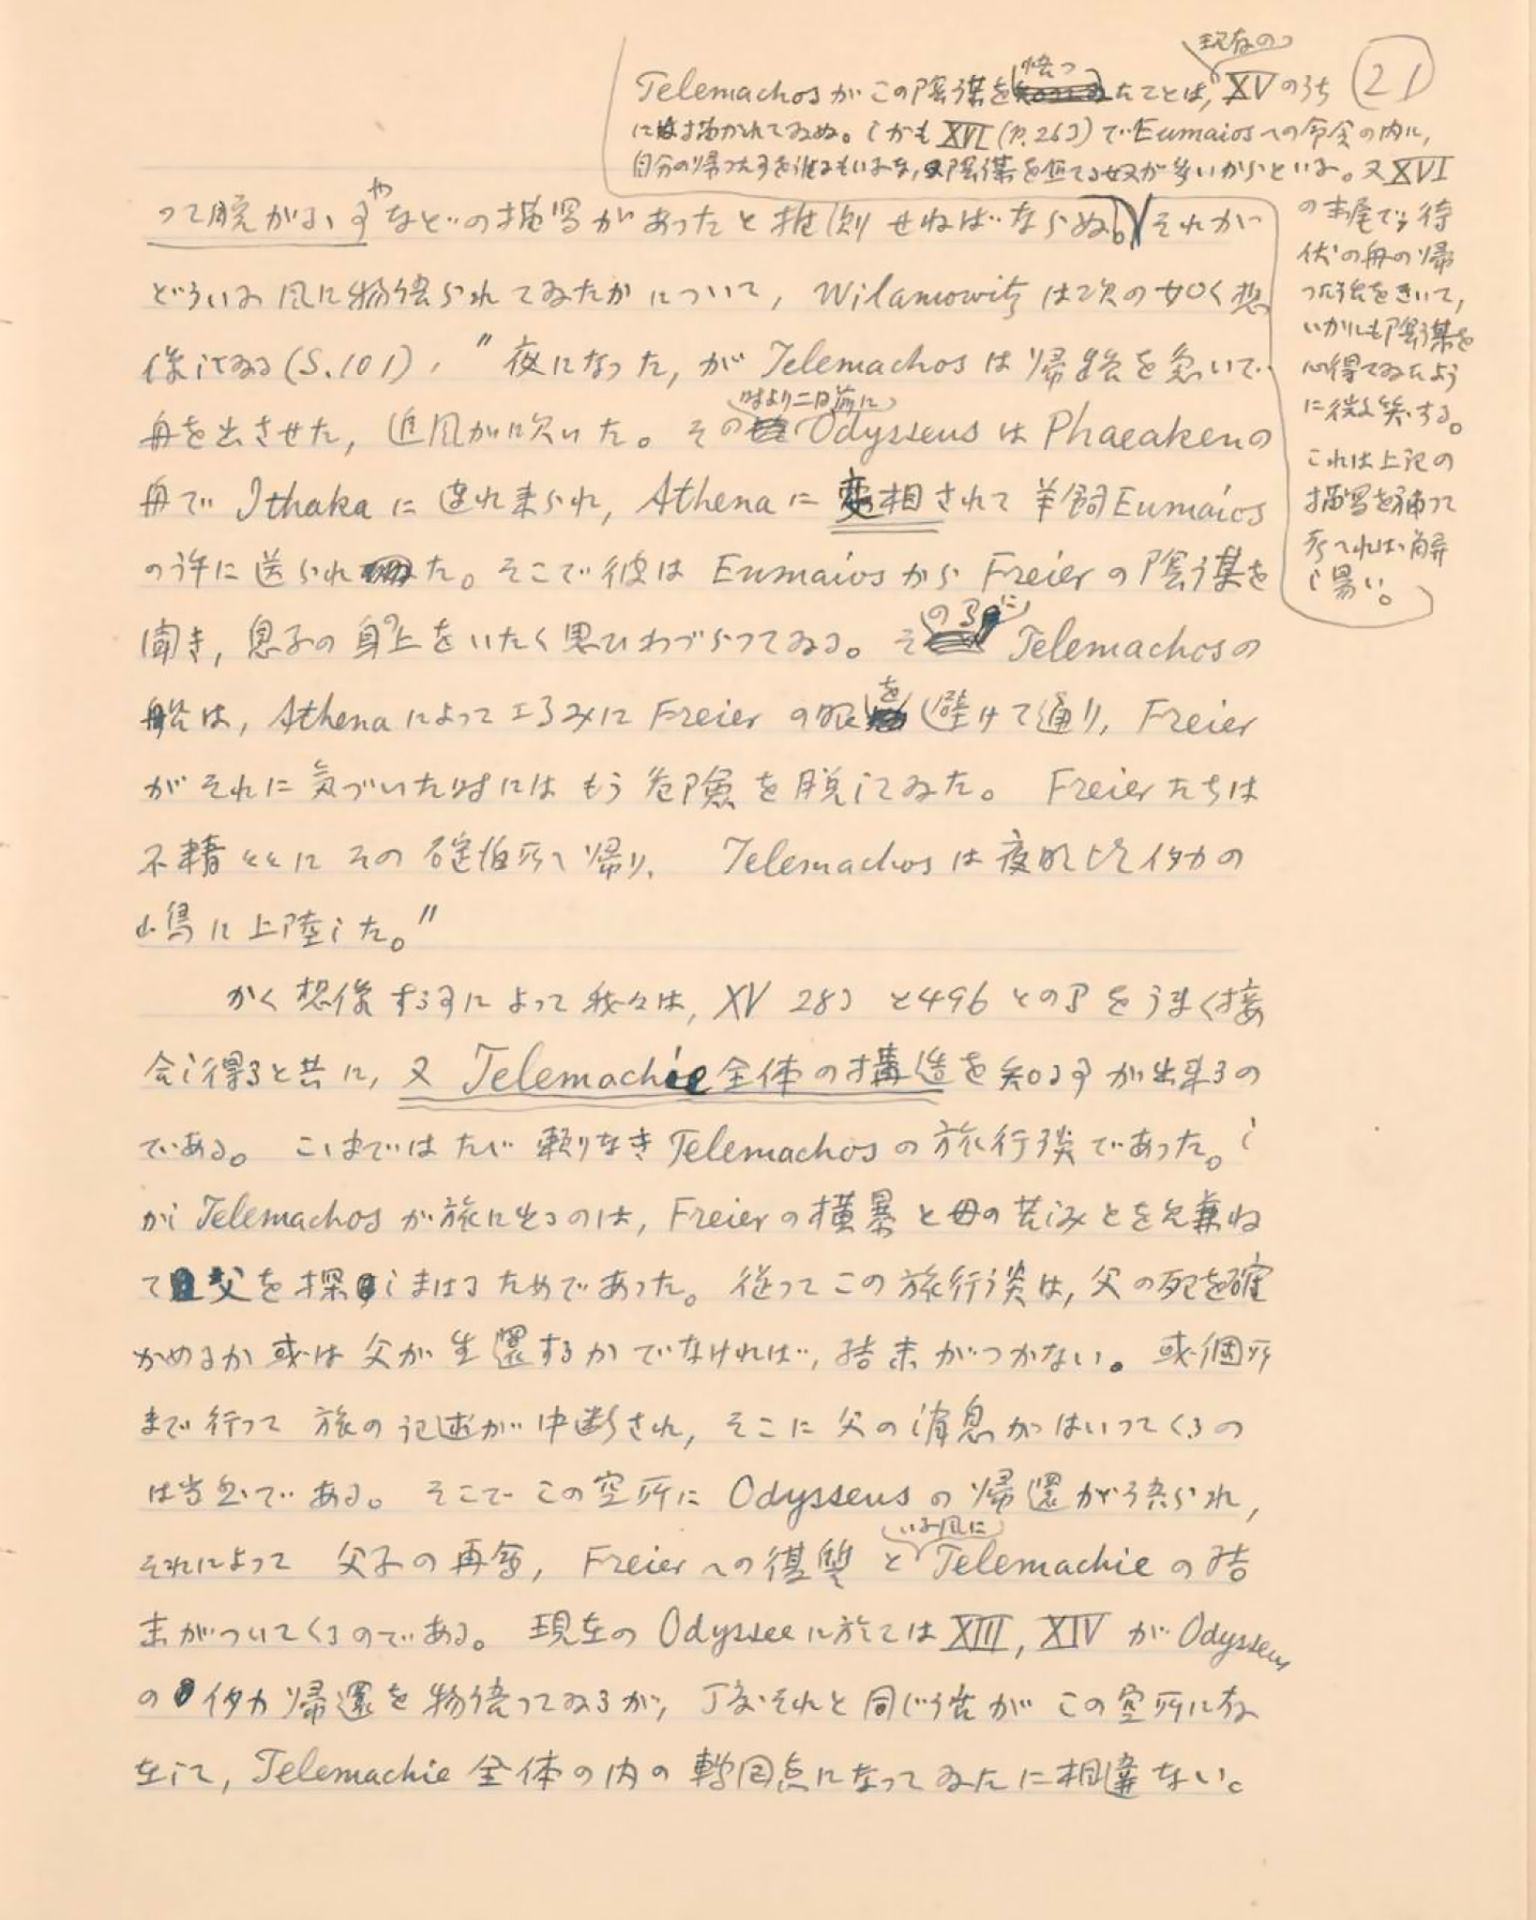 21
現存の
悟つ
Telemachosがこの陰謀をたことは, XVのうち
には描かれてゐぬ。しかもXVI (P. 263)でEumaiosへの命令の内に,
自分の帰つた事を誰にもいふな, 陰謀を企てる奴が多いからといふ。又XVI
の末尾で, 待
伏の舟の帰
つた話をきいて,
いかにも陰謀を
心得てゐたよう
に微笑する。
これは上記の
描写を補って
考へれば解
し易い。
や
って脱がるゝ事などの描写があったと推測せねばならぬ。それが
どういふ風に物語られてゐたかについて, Wilamowitzは次の如く想
像してゐる(S.101), "夜になった, がTelemachosは帰路を急いで
時より二日前に
舟を出させた, 追風が吹いた。そのOdysseusはPhaeakenの
舟でIthakaに連れ来られ, Athenaに変相されて羊飼Eumaios
の許に送られた。そこで彼はEumaiosからFreierの陰謀を
聞き, 息子の身の上をいたく思ひわづらつてゐる。そ Telemachosの
の間に
船は, Athenaによって巧みにFreierの眼を避けて通り, Freier
がそれに気づいた時にはもう危険を脱してゐた。Freierたちは
不精々々にその碇泊所へ帰り, Telemachosは夜明ヒイタカの
小島に上陸した。"
かく想像する事によって我々は, XV 283と496との間をうまく接
合し得ると共に, 又Telemachie全体の構造を知る事が出来るの
である。こゝまではたゞ頼りなきTelemachosの旅行談であった。し
かしTelemachosが旅に出るのは, Freierの横暴と母の苦しみとを見兼ね
て父を探しまはるためであった。従ってこの旅行談は, 父の死を確
かめるか或は父が生還するかでなければ, 結末がつかない。或個所
まで行って旅の記述が中断され, そこに父の消息がはいってくるの
は当然である。そこでこの空所にOdysseusの帰還が語られ,
いふ風に
それによって父子の再会, Freierへの復讐とTelemachieの結
末がついてくるのである。現在のOdysseeに於てはXIII, XIVがOdysseus
のイタカ帰還を物語ってゐるが, 丁度それと同じ話がこの空所に存
在して, Telemachie全体の内の転回点になってゐたに相違ない。